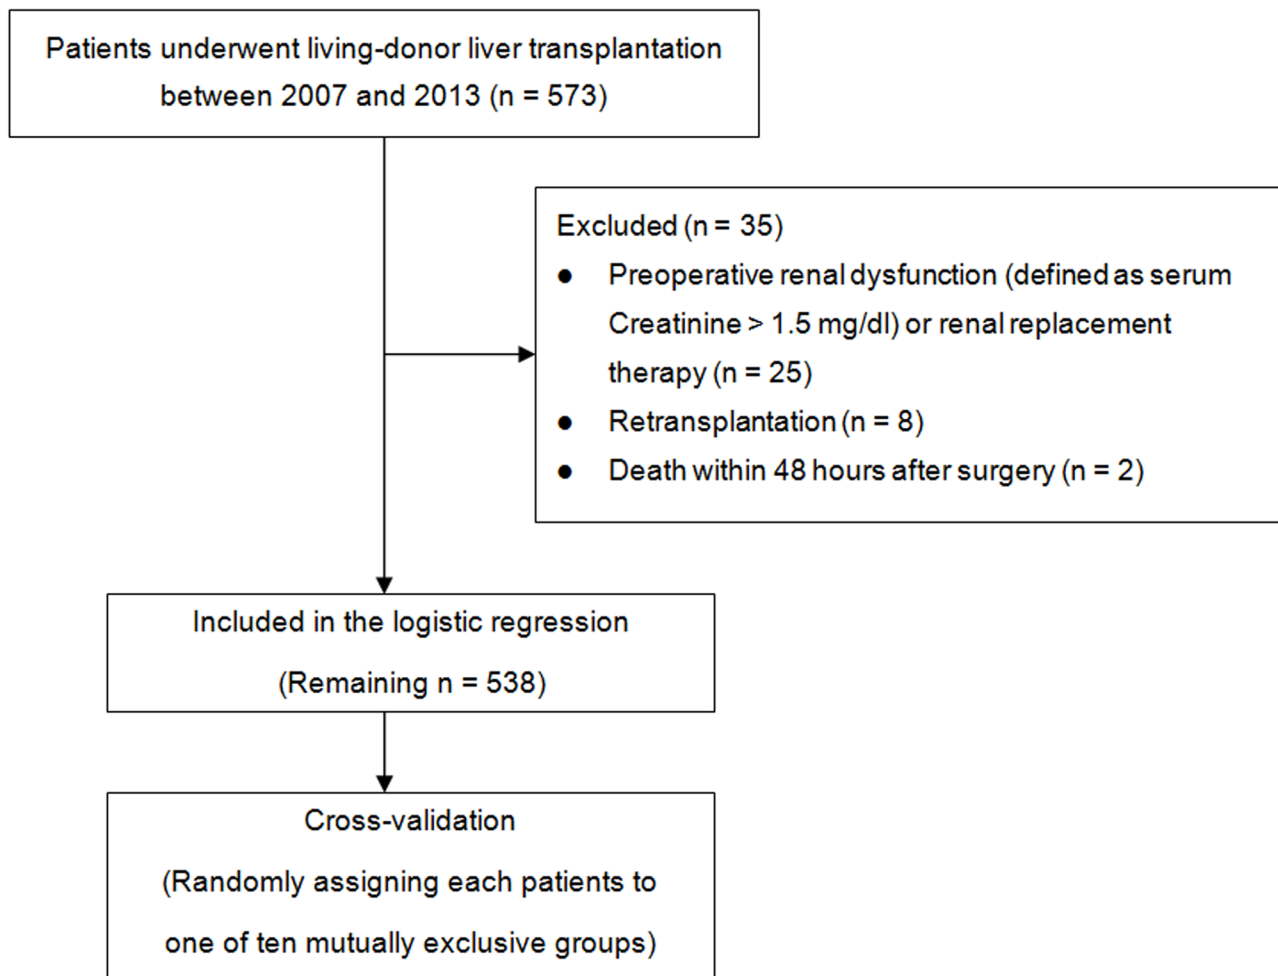 Patients underwent living-donor liver transplantation
between 2007 and 2013 (n = 573)
Excluded (n = 35)
● Preoperative renal dysfunction (defined as serum
Creatinine > 1.5 mg/dl) or renal replacement
therapy (n = 25)
● Retransplantation (n = 8)
● Death within 48 hours after surgery (n = 2)
Included in the logistic regression
(Remaining n = 538)
Cross-validation
(Randomly assigning each patients to
one of ten mutually exclusive groups)